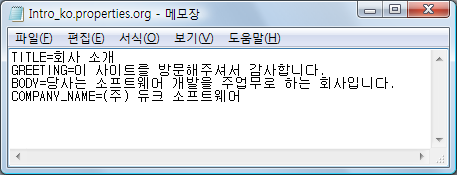 Intro_ko.properties.org - 메모장
파일(F) 편집(E) 서식(O) 보기(V) 도움말(H)
TITLE=회사 소개
GREETING=이 사이트를 방문해주셔서 감사합니다.
BODY=당사는 소프트웨어 개발을 주업무로 하는 회사입니다.
COMPANY_NAME=(주) 듀크 소프트웨어